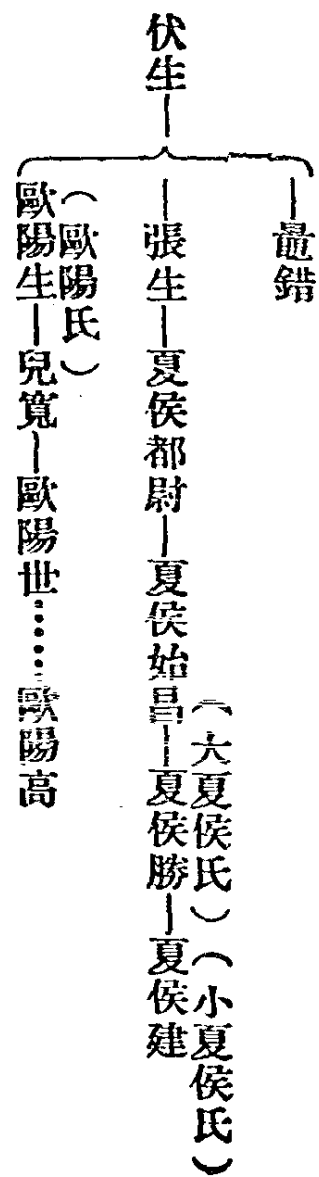 伏生
鼂錯
(大夏侯氏)(小夏侯氏)
張生—夏侯都尉—夏侯始昌—夏侯勝—夏侯建
(歐陽氏)
歐陽生—兒寬—歐陽世……歐陽高